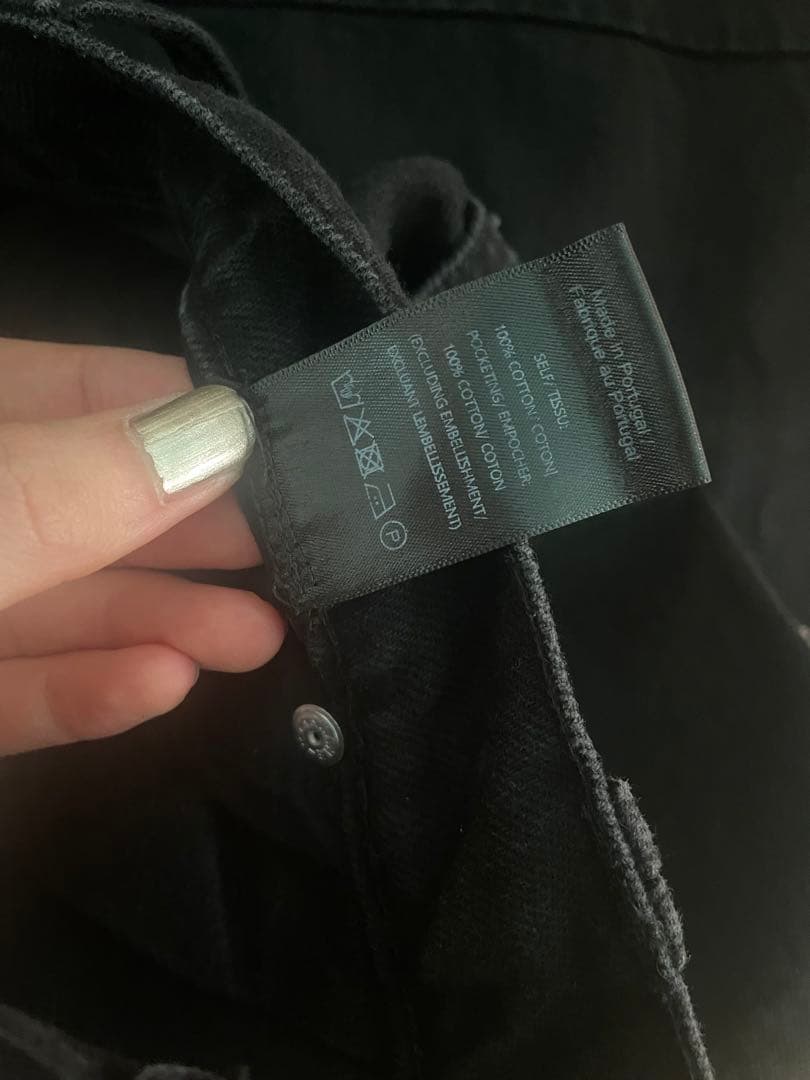 Made in Portugal/
Fabrique au Portugal
SELF/TISSU:
100% COTTON/ COTON
POCKETING/ EMPOCHER:
100% COTTON/ COTON
(EXCLUDING EMBELLISHMENT/
EXCLUANT L'EMBELLISSEMENT)
P